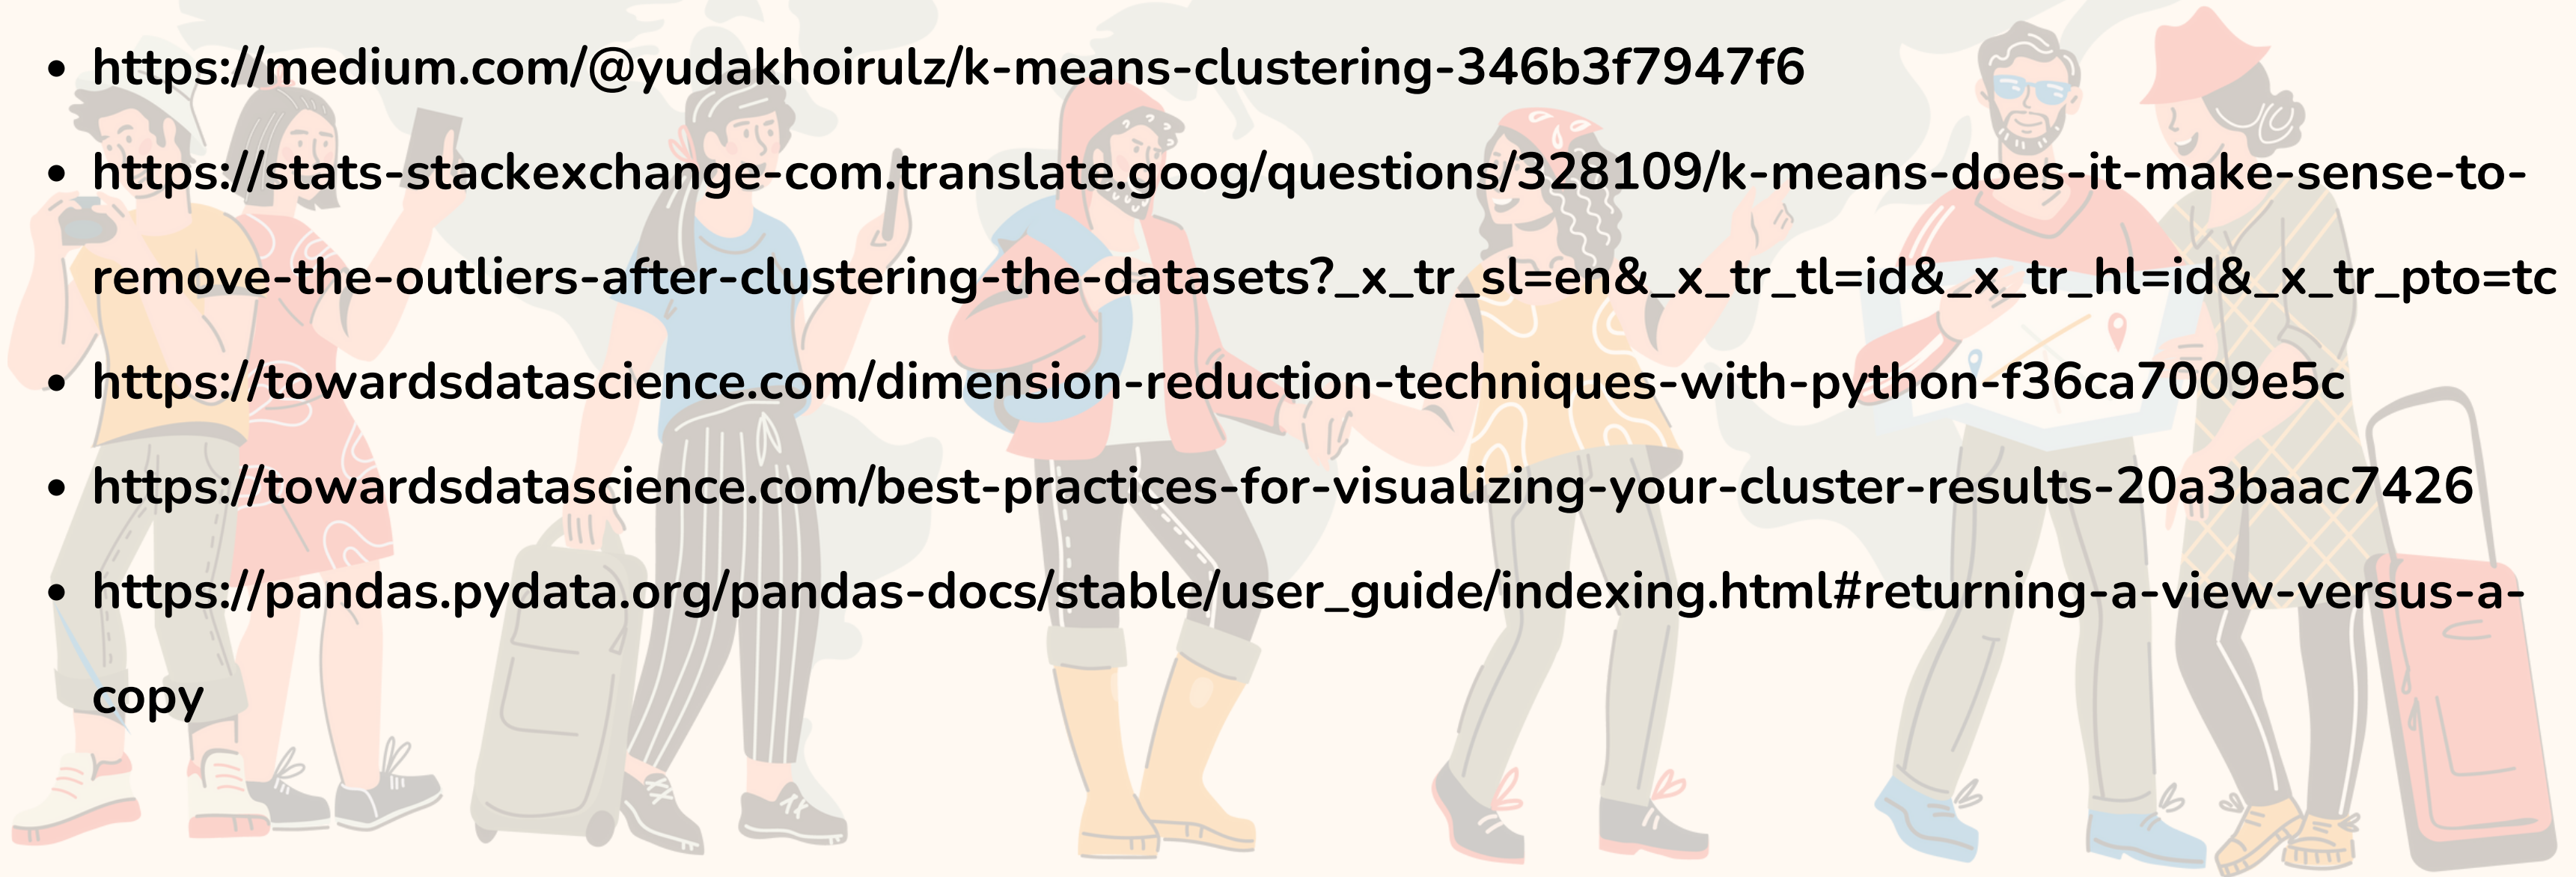 • https://medium.com/@yudakhoirulz/k-means-clustering-346b3f7947f6
• https://stats-stackexchange-com.translate.goog/questions/328109/k-means-does-it-make-sense-to-
remove-the-outliers-after-clustering-the-datasets?_x_tr_sl=en&_x_tr_tl=id&_x_tr_hl=id&_x_tr_pto=tc
• https://towardsdatascience.com/dimension-reduction-techniques-with-python-f36ca7009e5c
• https://towardsdatascience.com/best-practices-for-visualizing-your-cluster-results-20a3baac7426
• https://pandas.pydata.org/pandas-docs/stable/user_guide/indexing.html#returning-a-view-versus-a-
copy